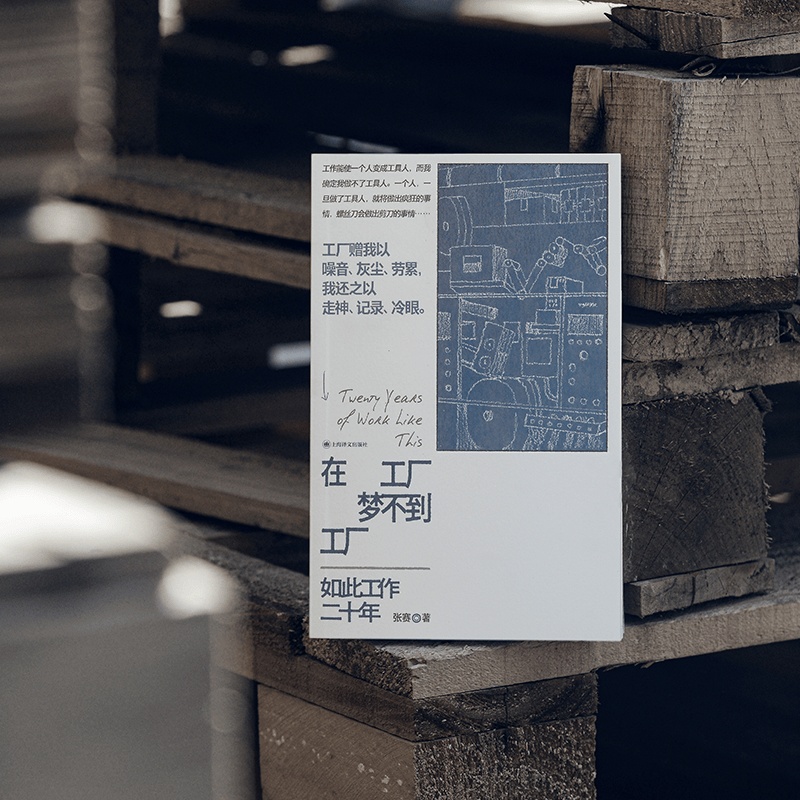 工作能使一个人变成工具人，而我
确定我做不了工具人。一个人，一
旦做了工具人，就将做出疯狂的事
情，螺丝刀会做出剪刀的事情……
工厂赠我以
噪音、灰尘、劳累，
我还之以
走神、记录、冷眼。
Twenty Years
of Work Like
This
上海译文出版社
在 工厂
梦不到
工厂
如此工作
二十年
张赛◎著